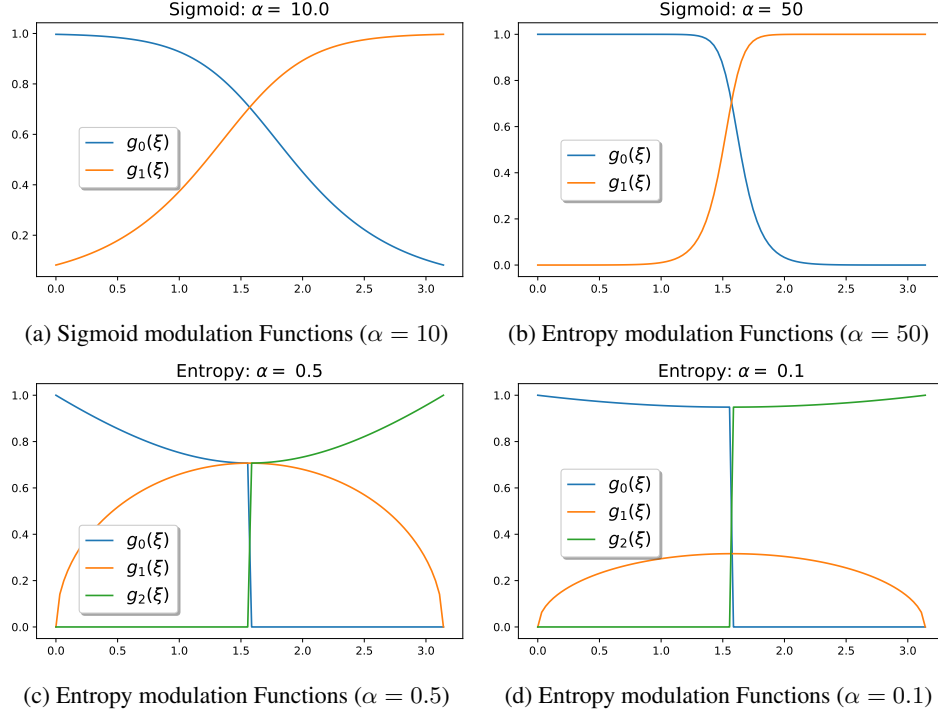 Sigmoid: α = 10.0
1.0
0.8
0.6
0.4
0.2
g₀(ξ)
g₁(ξ)
0.0 0.5 1.0 1.5 2.0 2.5 3.0
(a) Sigmoid modulation Functions (α = 10)
Sigmoid: α = 50
1.0
0.8
0.6
0.4
0.2
0.0
g₀(ξ)
g₁(ξ)
0.0 0.5 1.0 1.5 2.0 2.5 3.0
(b) Entropy modulation Functions (α = 50)
Entropy: α = 0.5
1.0
0.8
0.6
0.4
0.2
0.0
g₀(ξ)
g₁(ξ)
g₂(ξ)
0.0 0.5 1.0 1.5 2.0 2.5 3.0
(c) Entropy modulation Functions (α = 0.5)
Entropy: α = 0.1
1.0
0.8
0.6
0.4
0.2
0.0
g₀(ξ)
g₁(ξ)
g₂(ξ)
0.0 0.5 1.0 1.5 2.0 2.5 3.0
(d) Entropy modulation Functions (α = 0.1)